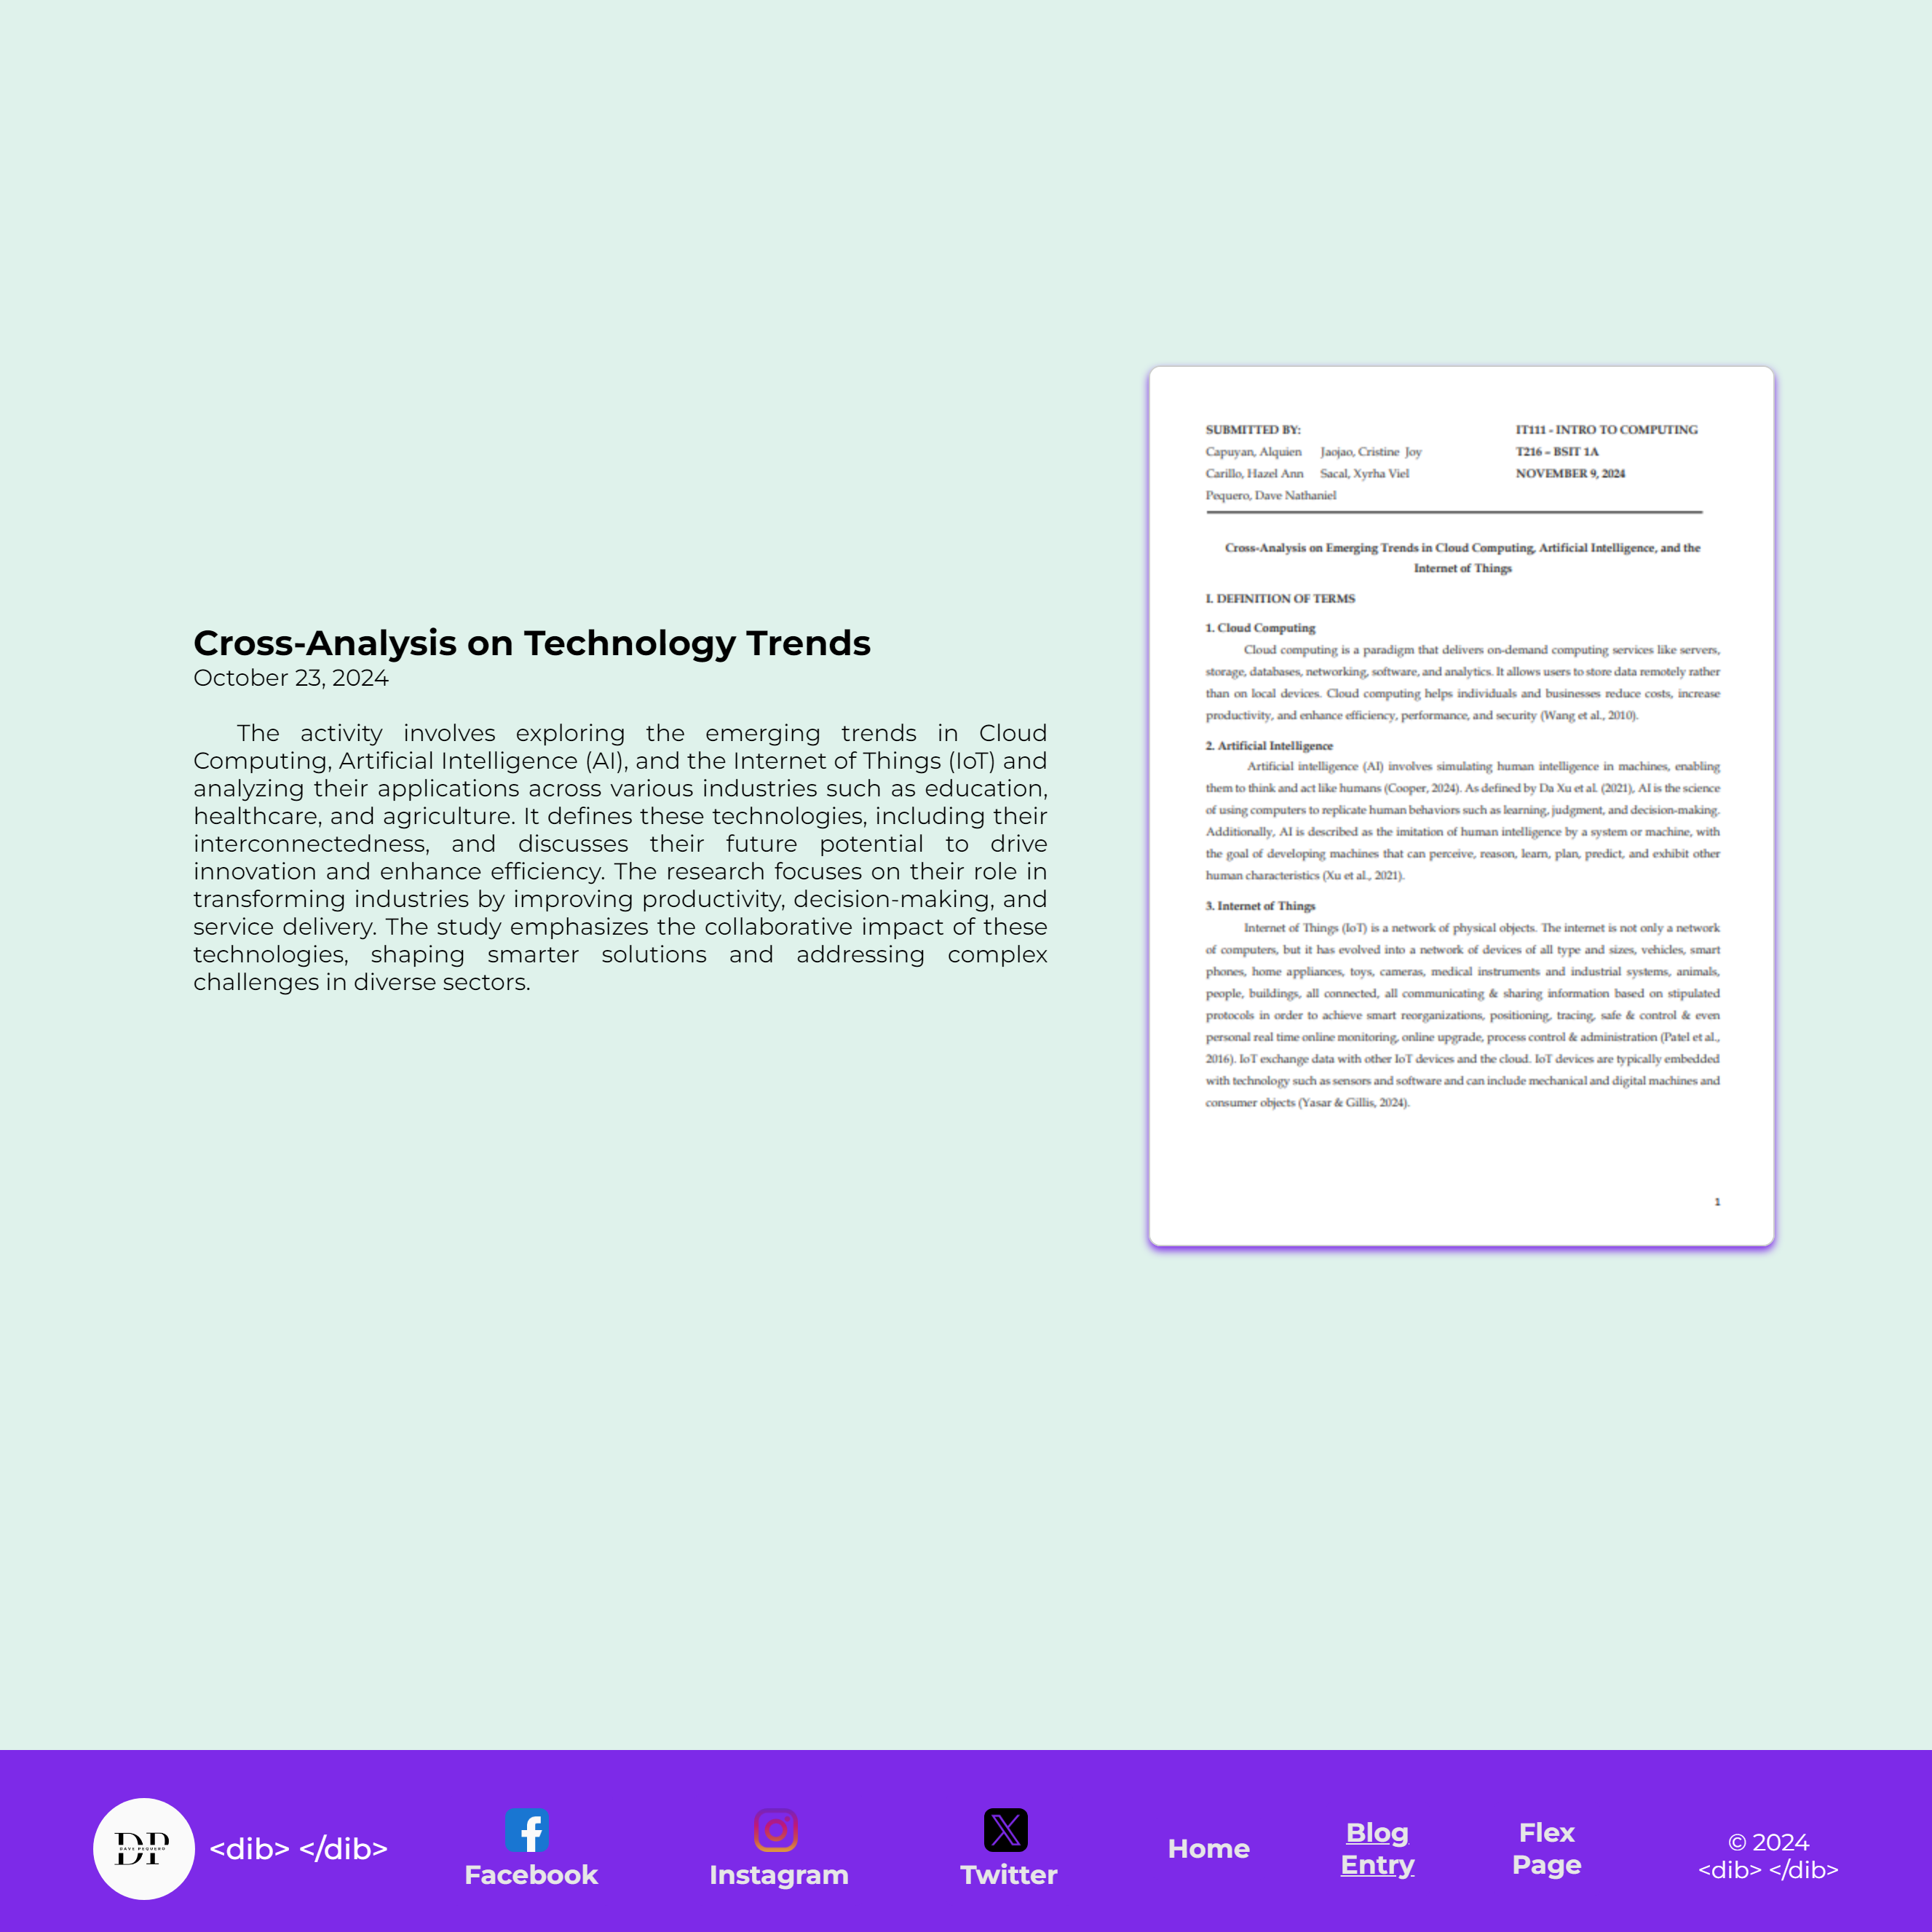 Cross-Analysis on Technology Trends
October 23, 2024
The activity involves exploring the emerging trends in Cloud
Computing, Artificial Intelligence (AI), and the Internet of Things (IoT) and
analyzing their applications across various industries such as education,
healthcare, and agriculture. It defines these technologies, including their
interconnectedness, and discusses their future potential to drive
innovation and enhance efficiency. The research focuses on their role in
transforming industries by improving productivity, decision-making, and
service delivery. The study emphasizes the collaborative impact of these
technologies, shaping smarter solutions and addressing complex
challenges in diverse sectors.
SUBMITTED BY:
Capuyan, Alquien Jaojao, Cristine Joy
Carillo, Hazel Ann Sacal, Xyrha Viel
Pequero, Dave Nathaniel
IT111 - INTRO TO COMPUTING
T216 – BSIT 1A
NOVEMBER 9, 2024
Cross-Analysis on Emerging Trends in Cloud Computing, Artificial Intelligence, and the
Internet of Things
I. DEFINITION OF TERMS
1. Cloud Computing
Cloud computing is a paradigm that delivers on-demand computing services like servers,
storage, databases, networking, software, and analytics. It allows users to store data remotely rather
than on local devices. Cloud computing helps individuals and businesses reduce costs, increase
productivity, and enhance efficiency, performance, and security (Wang et al., 2010).
2. Artificial Intelligence
Artificial intelligence (AI) involves simulating human intelligence in machines, enabling
them to think and act like humans (Cooper, 2024). As defined by Da Xu et al. (2021), AI is the science
of using computers to replicate human behaviors such as learning, judgment, and decision-making.
Additionally, AI is described as the imitation of human intelligence by a system or machine, with
the goal of developing machines that can perceive, reason, learn, plan, predict, and exhibit other
human characteristics (Xu et al., 2021).
3. Internet of Things
Internet of Things (IoT) is a network of physical objects. The internet is not only a network
of computers, but it has evolved into a network of devices of all type and sizes, vehicles, smart
phones, home appliances, toys, cameras, medical instruments and industrial systems, animals,
people, buildings, all connected, all communicating & sharing information based on stipulated
protocols in order to achieve smart reorganizations, positioning, tracing, safe & control & even
personal real time online monitoring, online upgrade, process control & administration (Patel et al.,
2016). IoT exchange data with other IoT devices and the cloud. IoT devices are typically embedded
with technology such as sensors and software and can include mechanical and digital machines and
consumer objects (Yasar & Gillis, 2024).
1
DP
DAVE PEQUERO
<dib> </dib>
Facebook
Instagram
Twitter
Home
Blog
Entry
Flex
Page
© 2024
<dib> </dib>